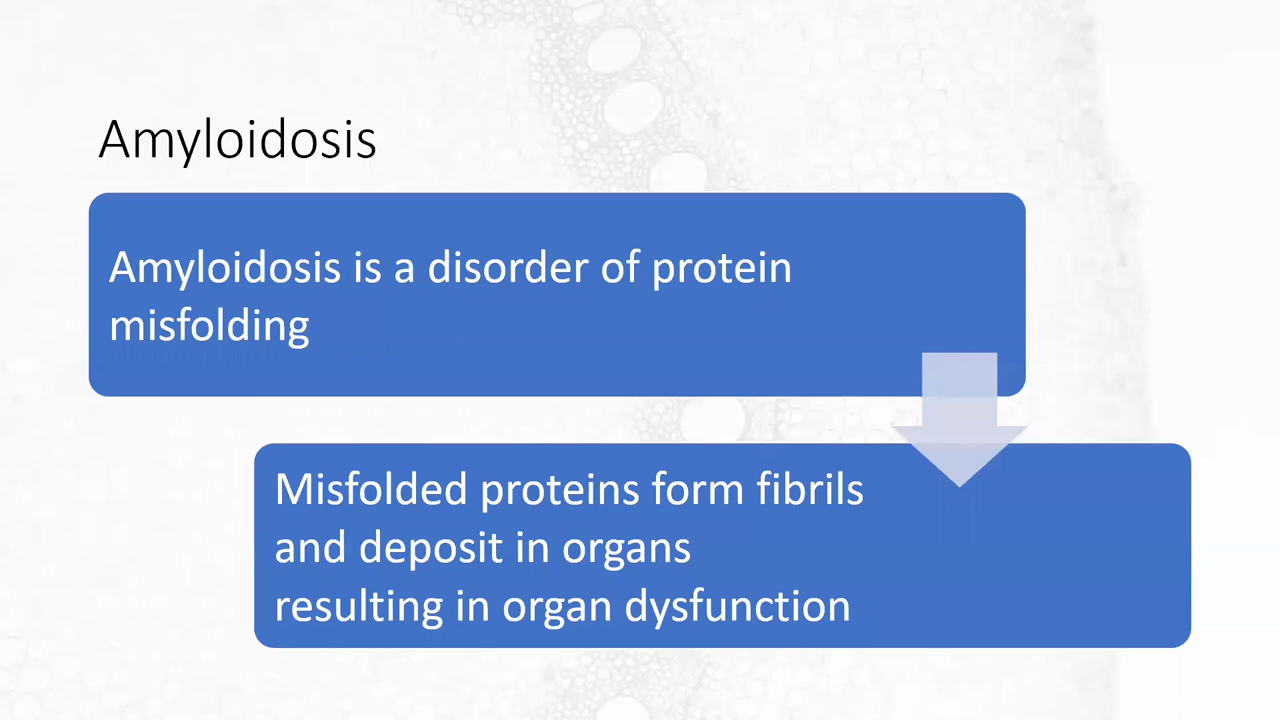 Amyloidosis
Amyloidosis is a disorder of protein
misfolding
Misfolded proteins form fibrils
and deposit in organs
resulting in organ dysfunction